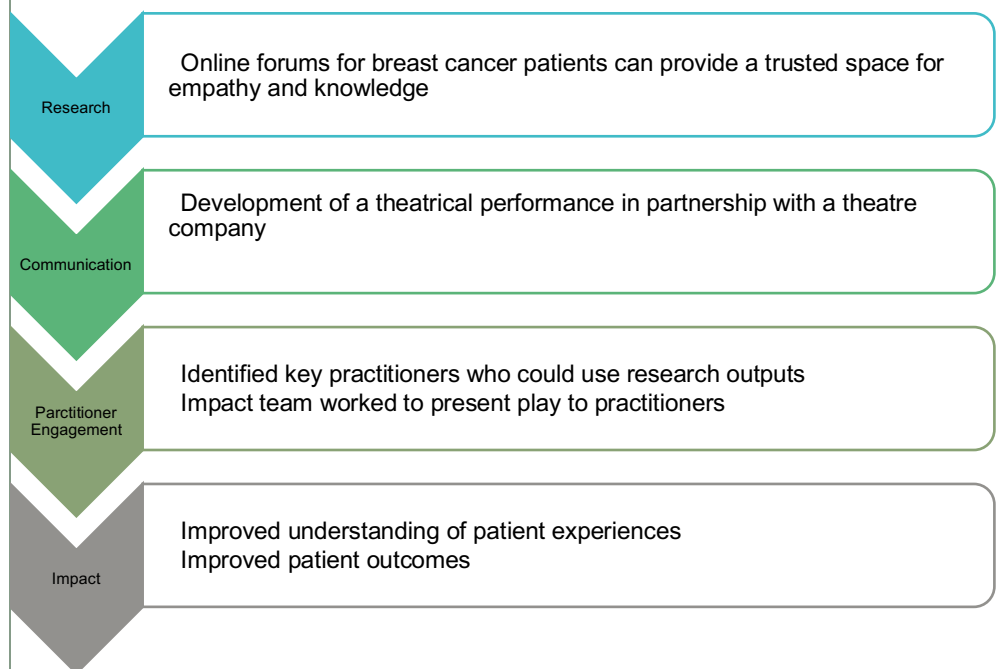 Research
Online forums for breast cancer patients can provide a trusted space for
empathy and knowledge
Communication
Development of a theatrical performance in partnership with a theatre
company
Parctitioner
Engagement
Identified key practitioners who could use research outputs
Impact team worked to present play to practitioners
Impact
Improved understanding of patient experiences
Improved patient outcomes